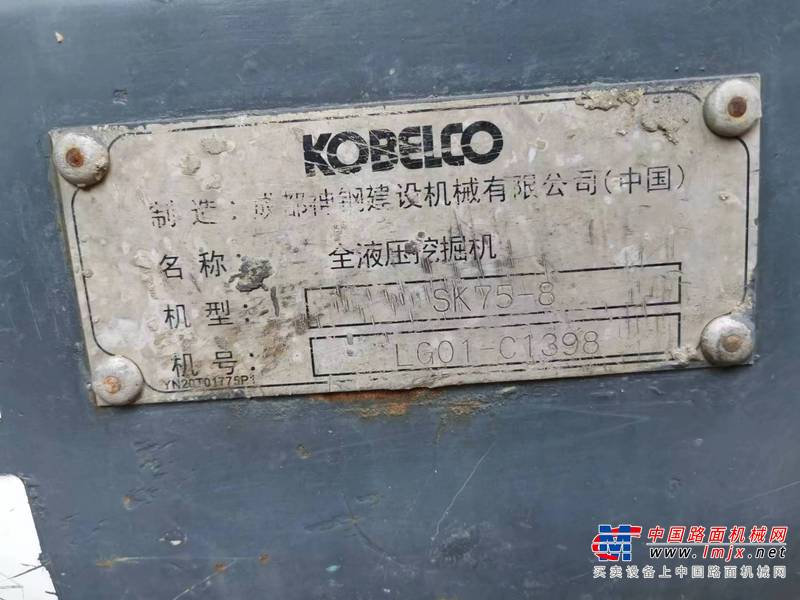 KOBELCO
制造：成都神钢建设机械有限公司(中国)
名称：全液压挖掘机
机型：SK75-8
机号：LG01-C1398
YN20T01775P1
中国路面机械网
www.lmjx.net
买卖设备上中国路面机械网